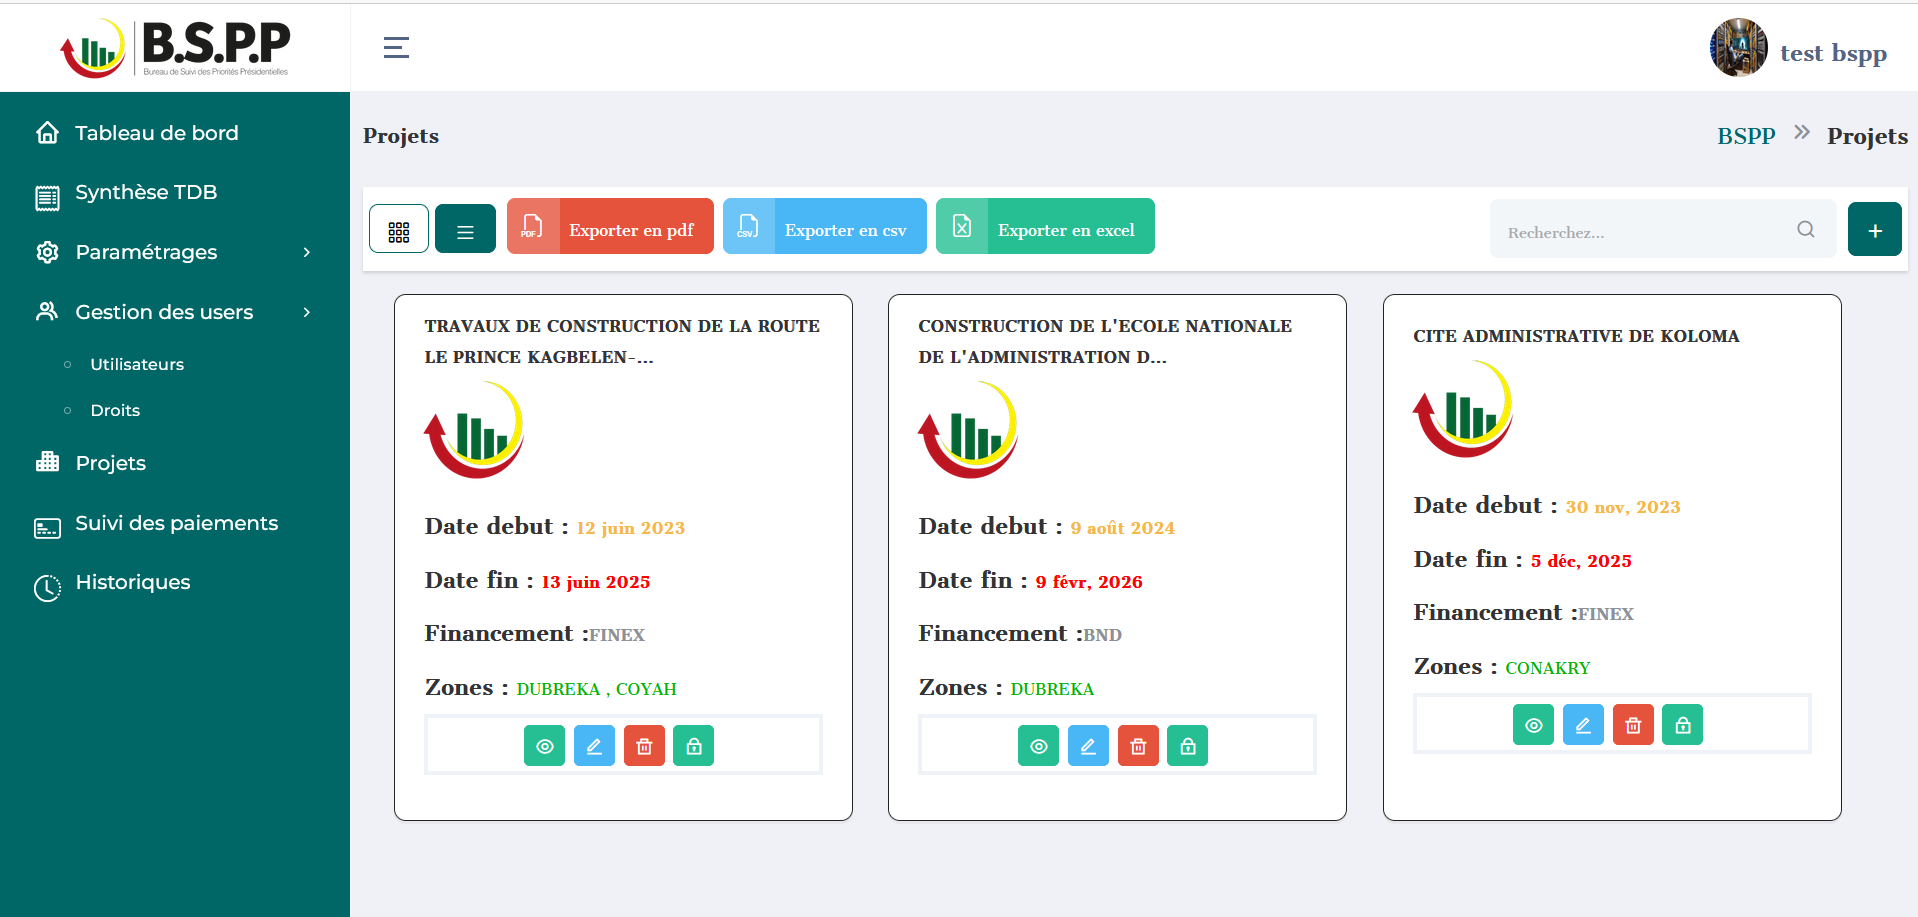 B.S.P.P
Bureau de Suivi des Priorités Présidentielles
test bspp
Tableau de bord
Synthèse TDB
Paramétrages
Gestion des users
Utilisateurs
Droits
Projets
Suivi des paiements
Historiques
Projets
BSPP » Projets
PDF Exporter en pdf
CSV Exporter en csv
X Exporter en excel
Recherchez...
+
TRAVAUX DE CONSTRUCTION DE LA ROUTE
LE PRINCE KAGBELEN-...
Date debut : 12 juin 2023
Date fin : 13 juin 2025
Financement :FINEX
Zones : DUBREKA , COYAH
CONSTRUCTION DE L'ECOLE NATIONALE
DE L'ADMINISTRATION D...
Date debut : 9 août 2024
Date fin : 9 févr, 2026
Financement :BND
Zones : DUBREKA
CITE ADMINISTRATIVE DE KOLOMA
Date debut : 30 nov, 2023
Date fin : 5 déc, 2025
Financement :FINEX
Zones : CONAKRY